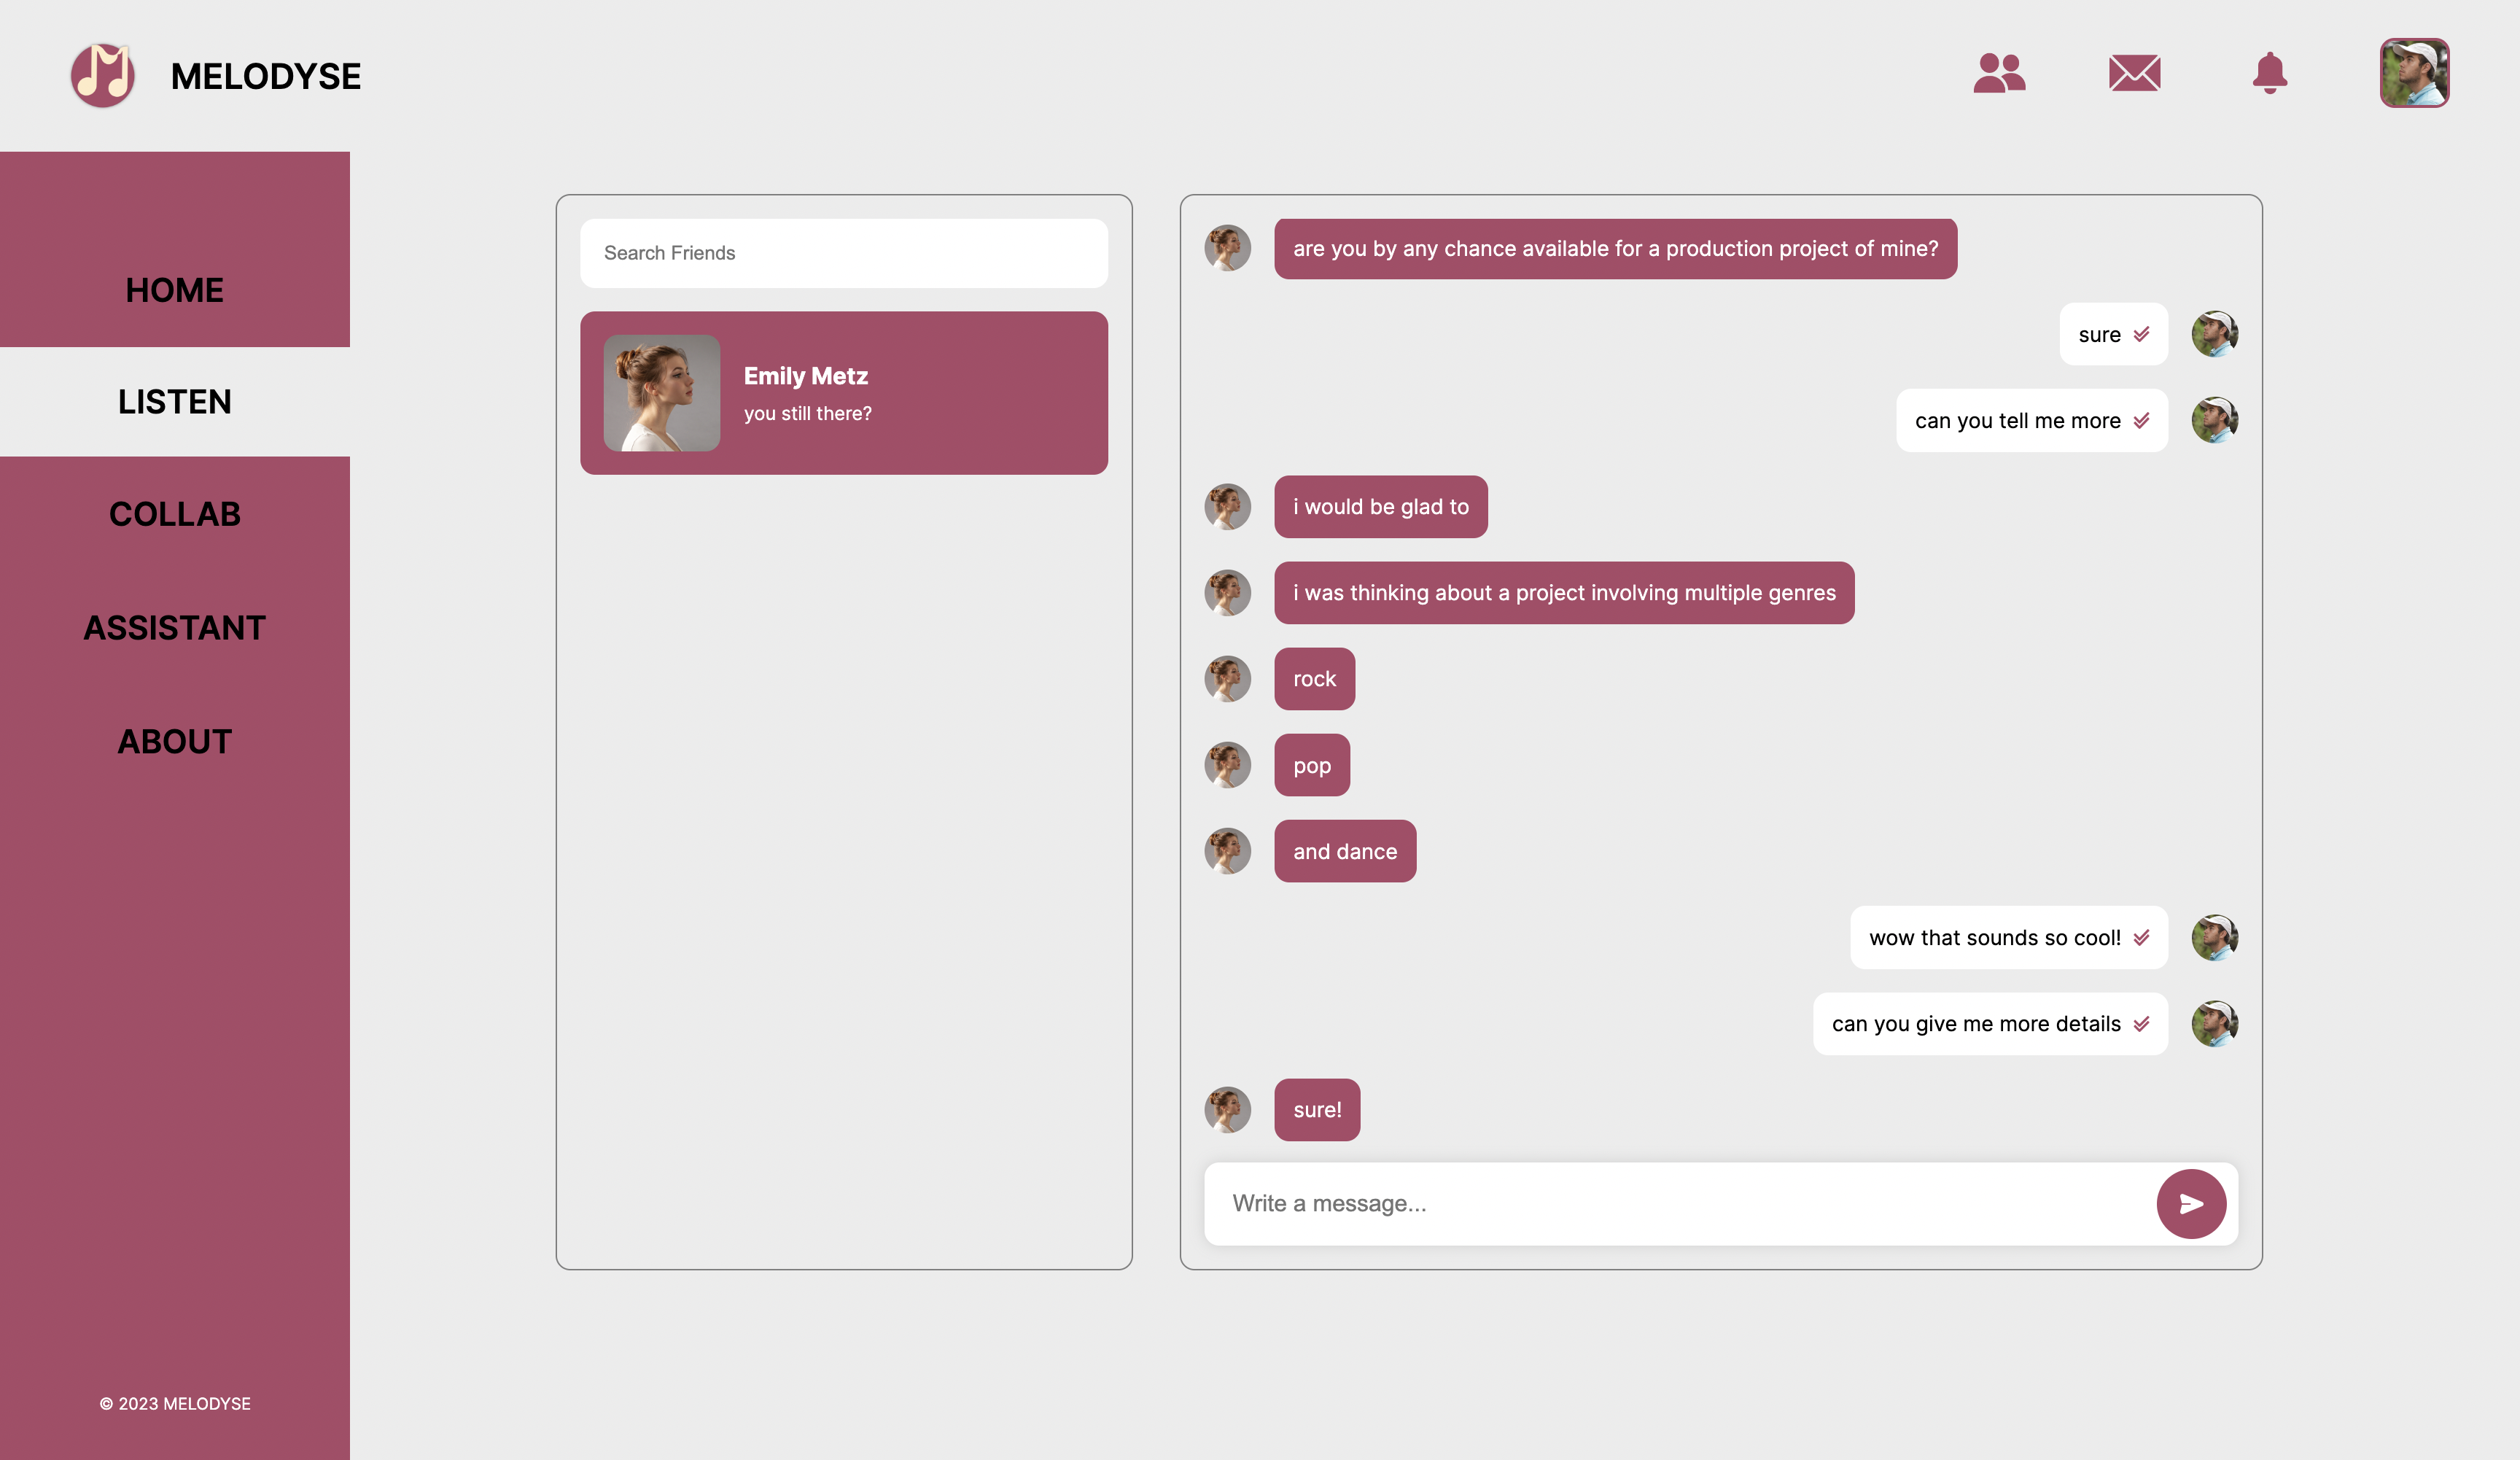 MELODYSE
HOME
LISTEN
COLLAB
ASSISTANT
ABOUT
© 2023 MELODYSE
Search Friends
Emily Metz
you still there?
are you by any chance available for a production project of mine?
sure
can you tell me more
i would be glad to
i was thinking about a project involving multiple genres
rock
pop
and dance
wow that sounds so cool!
can you give me more details
sure!
Write a message...